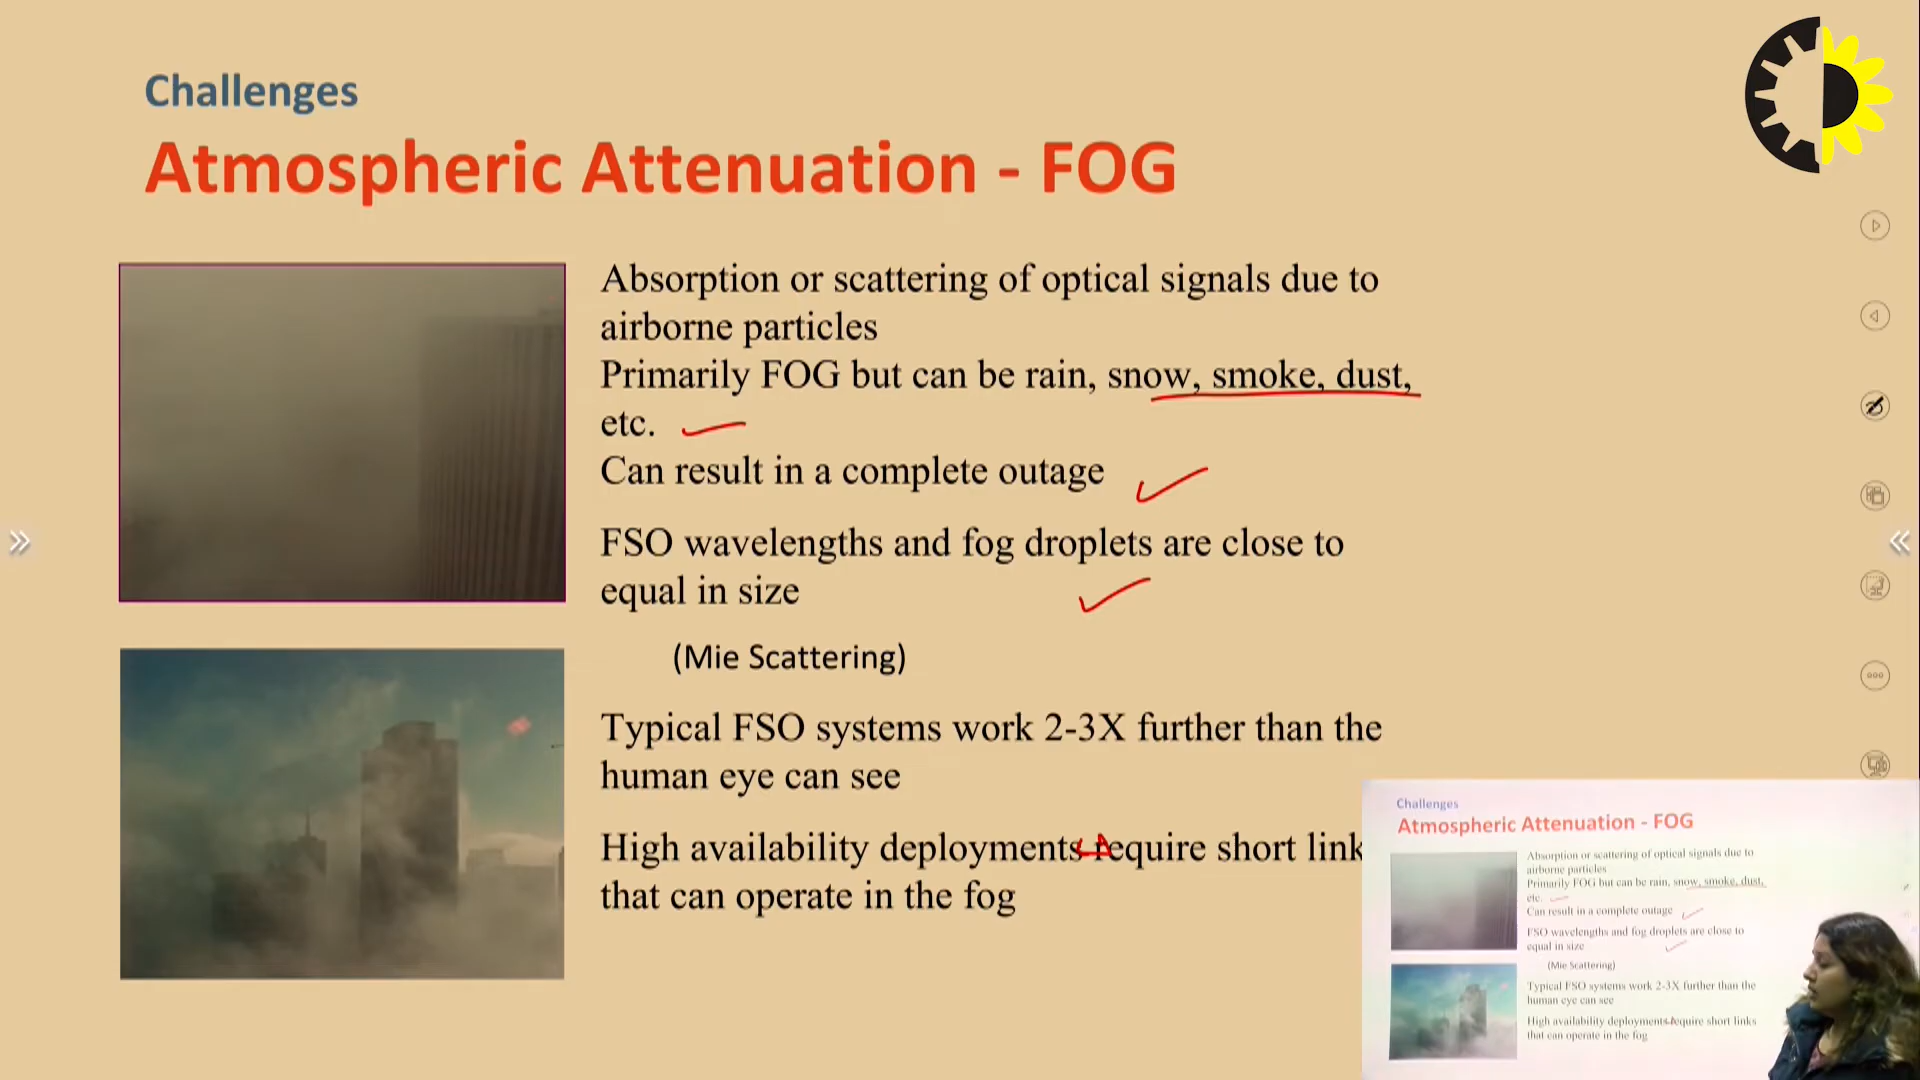 Challenges
Atmospheric Attenuation - FOG
Absorption or scattering of optical signals due to
airborne particles
Primarily FOG but can be rain, snow, smoke, dust,
etc.
Can result in a complete outage
FSO wavelengths and fog droplets are close to
equal in size
(Mie Scattering)
Typical FSO systems work 2-3X further than the
human eye can see
High availability deployments require short link
that can operate in the fog
Challenges
Atmospheric Attenuation - FOG
Absorption or scattering of optical signals due to
airborne particles
Primarily FOG but can be rain, snow, smoke, dust,
etc.
Can result in a complete outage
FSO wavelengths and fog droplets are close to
equal in size
(Mie Scattering)
Typical FSO systems work 2-3X further than the
human eye can see
High availability deployments require short links
that can operate in the fog